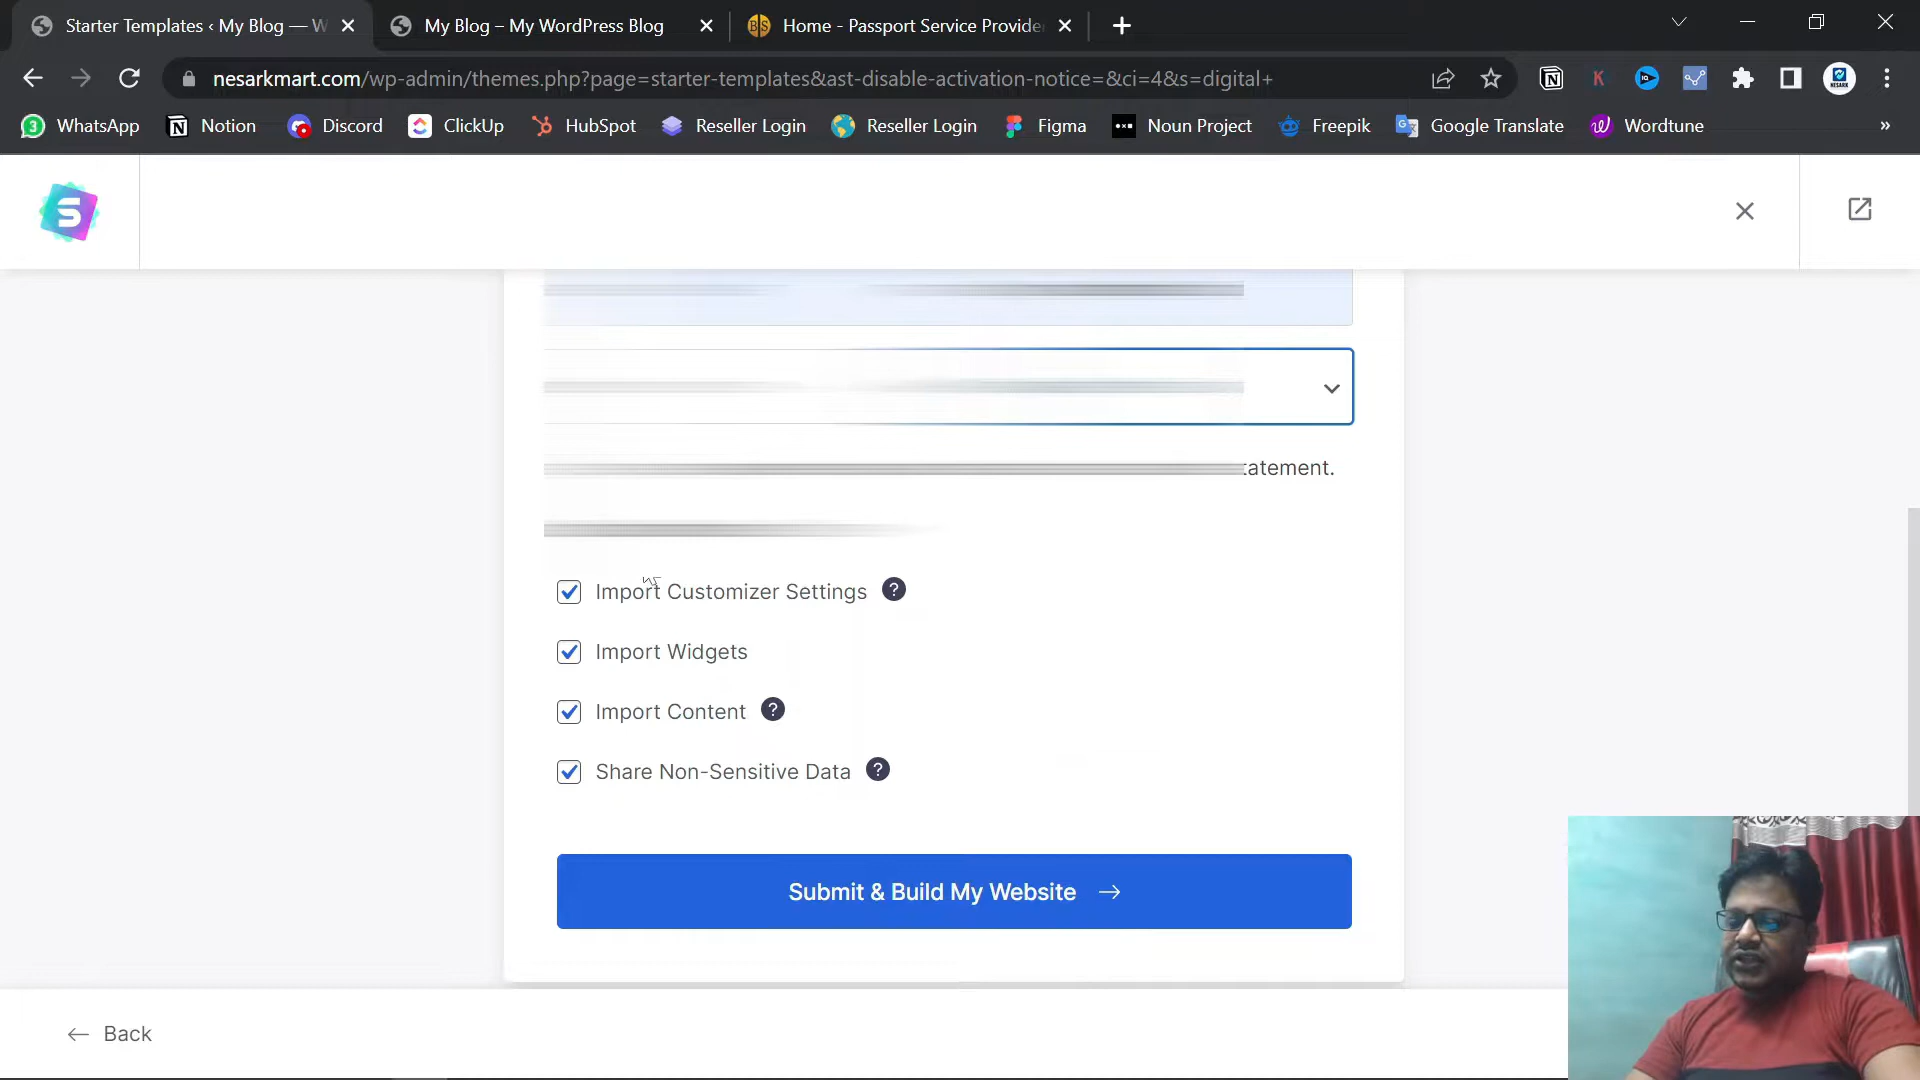 Starter Templates ‹ My Blog — W
My Blog – My WordPress Blog
BS Home - Passport Service Provide
nesarkmart.com/wp-admin/themes.php?page=starter-templates&ast-disable-activation-notice=&ci=4&s=digital+
3 WhatsApp Notion Discord ClickUp HubSpot Reseller Login Reseller Login Figma Noun Project Freepik Google Translate Wordtune »
S
atement.
Import Customizer Settings ?
Import Widgets
Import Content ?
Share Non-Sensitive Data ?
Submit & Build My Website →
← Back